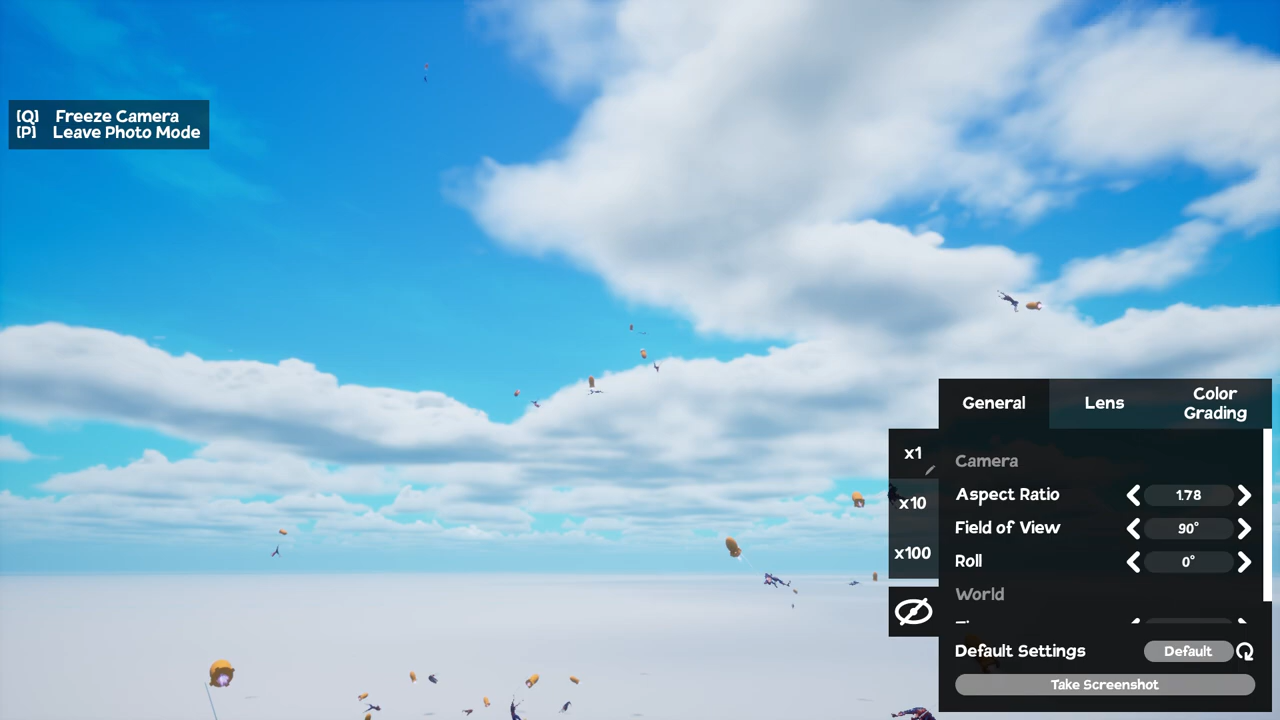 [Q] Freeze Camera
[P] Leave Photo Mode
General
Lens
Color
Grading
x1
x10
x100
Camera
Aspect Ratio
1.78
Field of View
90°
Roll
0°
World
Default Settings
Default
Take Screenshot